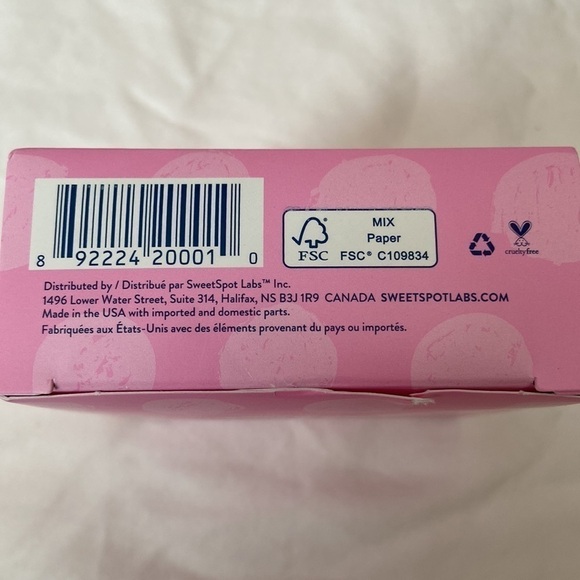 8 92224 20001 0
FSC
MIX
Paper
FSC® C109834
crueltyfree
Distributed by / Distribué par SweetSpot Labs™ Inc.
1496 Lower Water Street, Suite 314, Halifax, NS B3J 1R9 CANADA SWEETSPOTLABS.COM
Made in the USA with imported and domestic parts.
Fabriquées aux États-Unis avec des éléments provenant du pays ou importés.